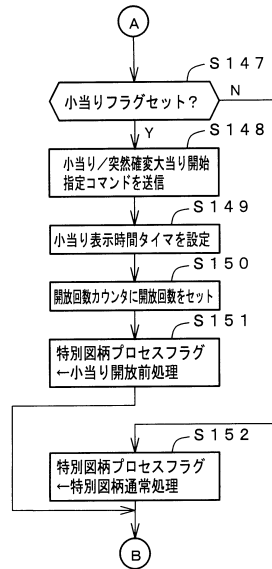 A
S147
小当りフラグセット？
N
Y
S148
小当り／突然確変大当り開始
指定コマンドを送信
S149
小当り表示時間タイマを設定
S150
開放回数カウンタに開放回数をセット
S151
特別図柄プロセスフラグ
←小当り開放前処理
S152
特別図柄プロセスフラグ
←特別図柄通常処理
B